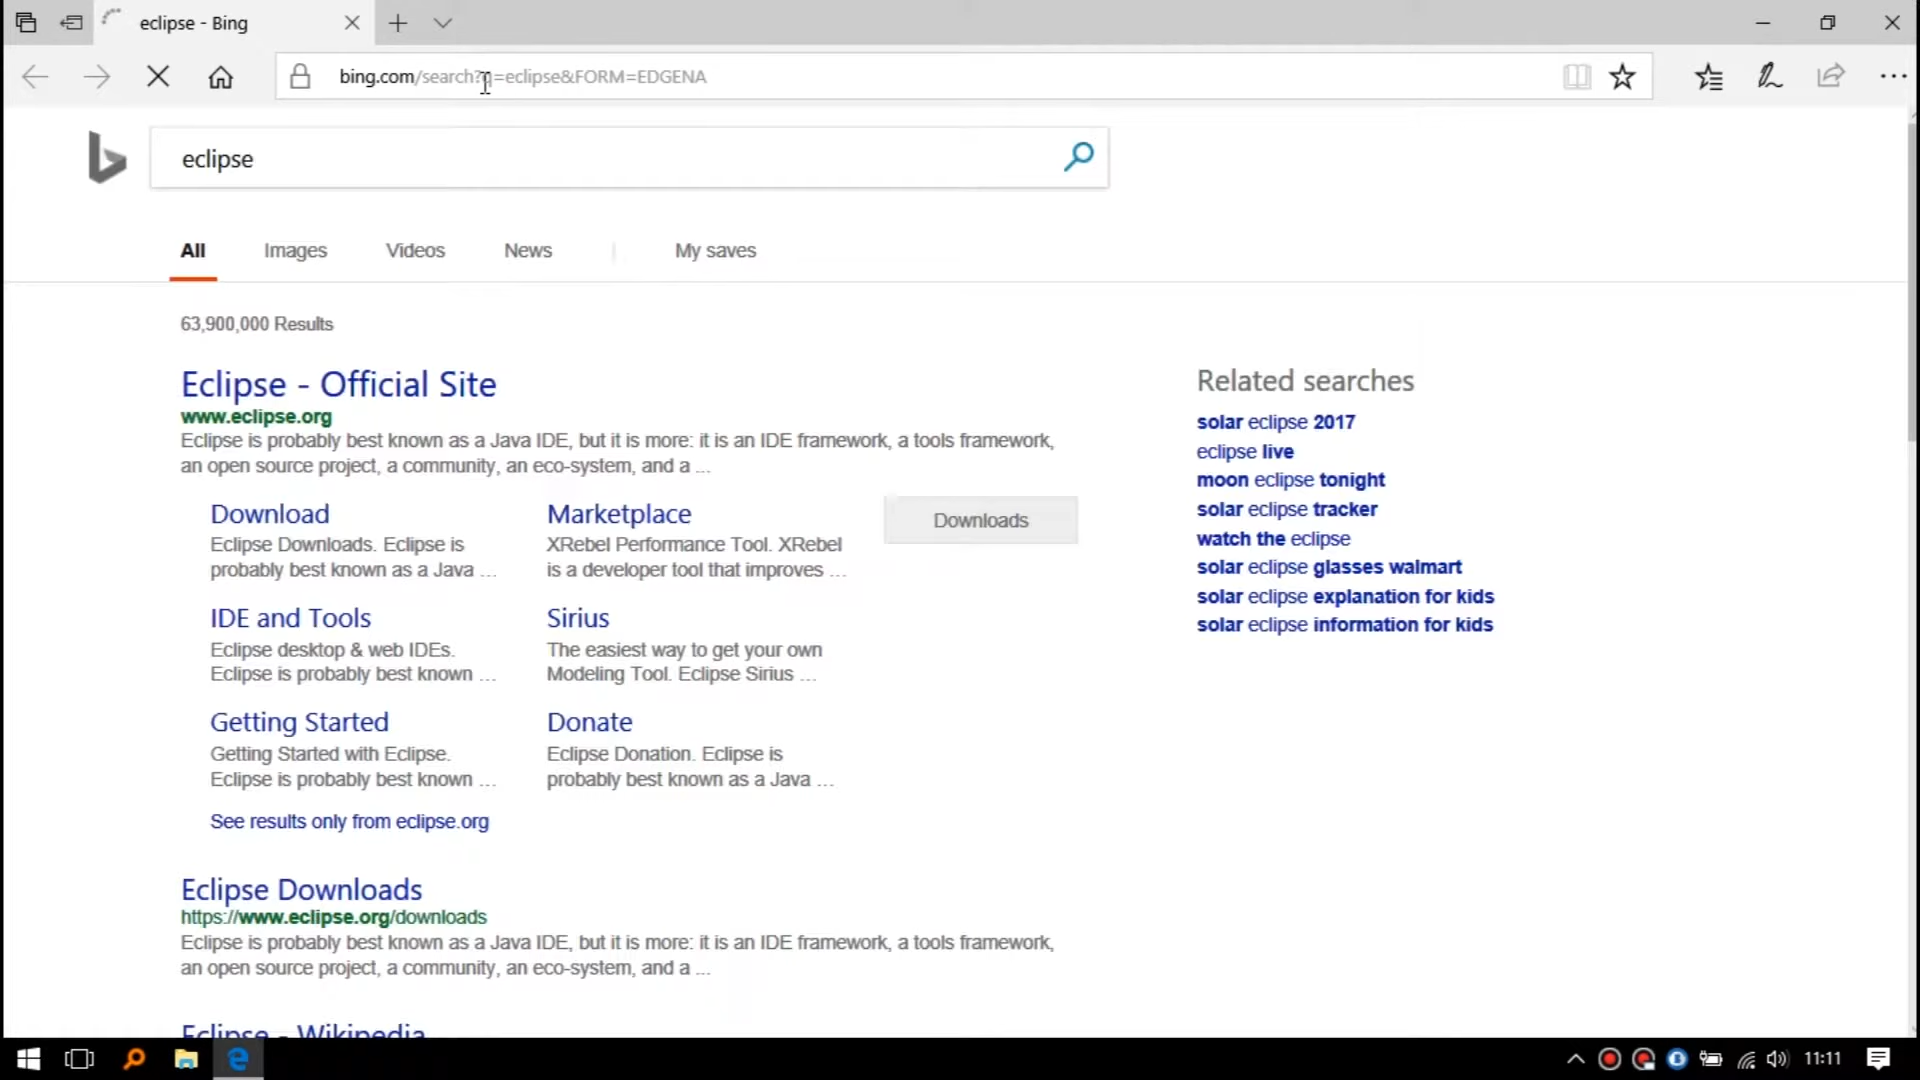 eclipse - Bing
bing.com/search?q=eclipse&FORM=EDGENA
eclipse
All Images Videos News My saves
63,900,000 Results
Eclipse - Official Site
www.eclipse.org
Eclipse is probably best known as a Java IDE, but it is more: it is an IDE framework, a tools framework,
an open source project, a community, an eco-system, and a ...
Download
Eclipse Downloads. Eclipse is
probably best known as a Java ...
Marketplace
XRebel Performance Tool. XRebel
is a developer tool that improves ...
Downloads
IDE and Tools
Eclipse desktop & web IDEs.
Eclipse is probably best known ...
Sirius
The easiest way to get your own
Modeling Tool. Eclipse Sirius ...
Getting Started
Getting Started with Eclipse.
Eclipse is probably best known ...
Donate
Eclipse Donation. Eclipse is
probably best known as a Java ...
See results only from eclipse.org
Eclipse Downloads
https://www.eclipse.org/downloads
Eclipse is probably best known as a Java IDE, but it is more: it is an IDE framework, a tools framework,
an open source project, a community, an eco-system, and a ...
Eclipse - Wikipedia
Related searches
solar eclipse 2017
eclipse live
moon eclipse tonight
solar eclipse tracker
watch the eclipse
solar eclipse glasses walmart
solar eclipse explanation for kids
solar eclipse information for kids
11:11